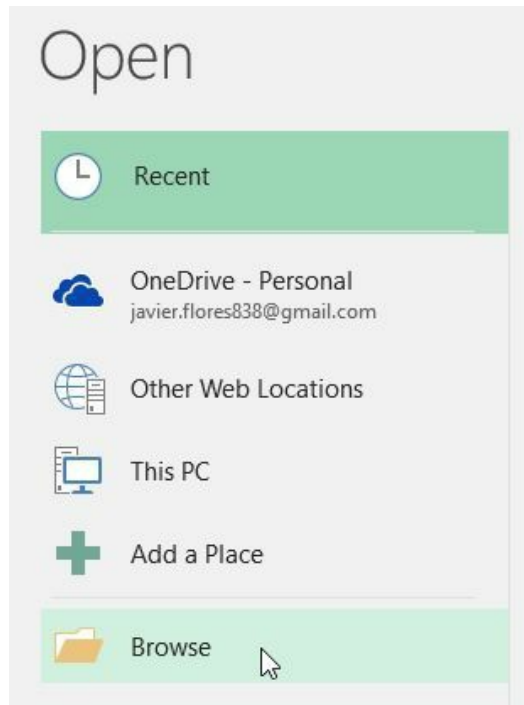 Open
Recent
OneDrive - Personal
javier.flores838@gmail.com
Other Web Locations
This PC
Add a Place
Browse